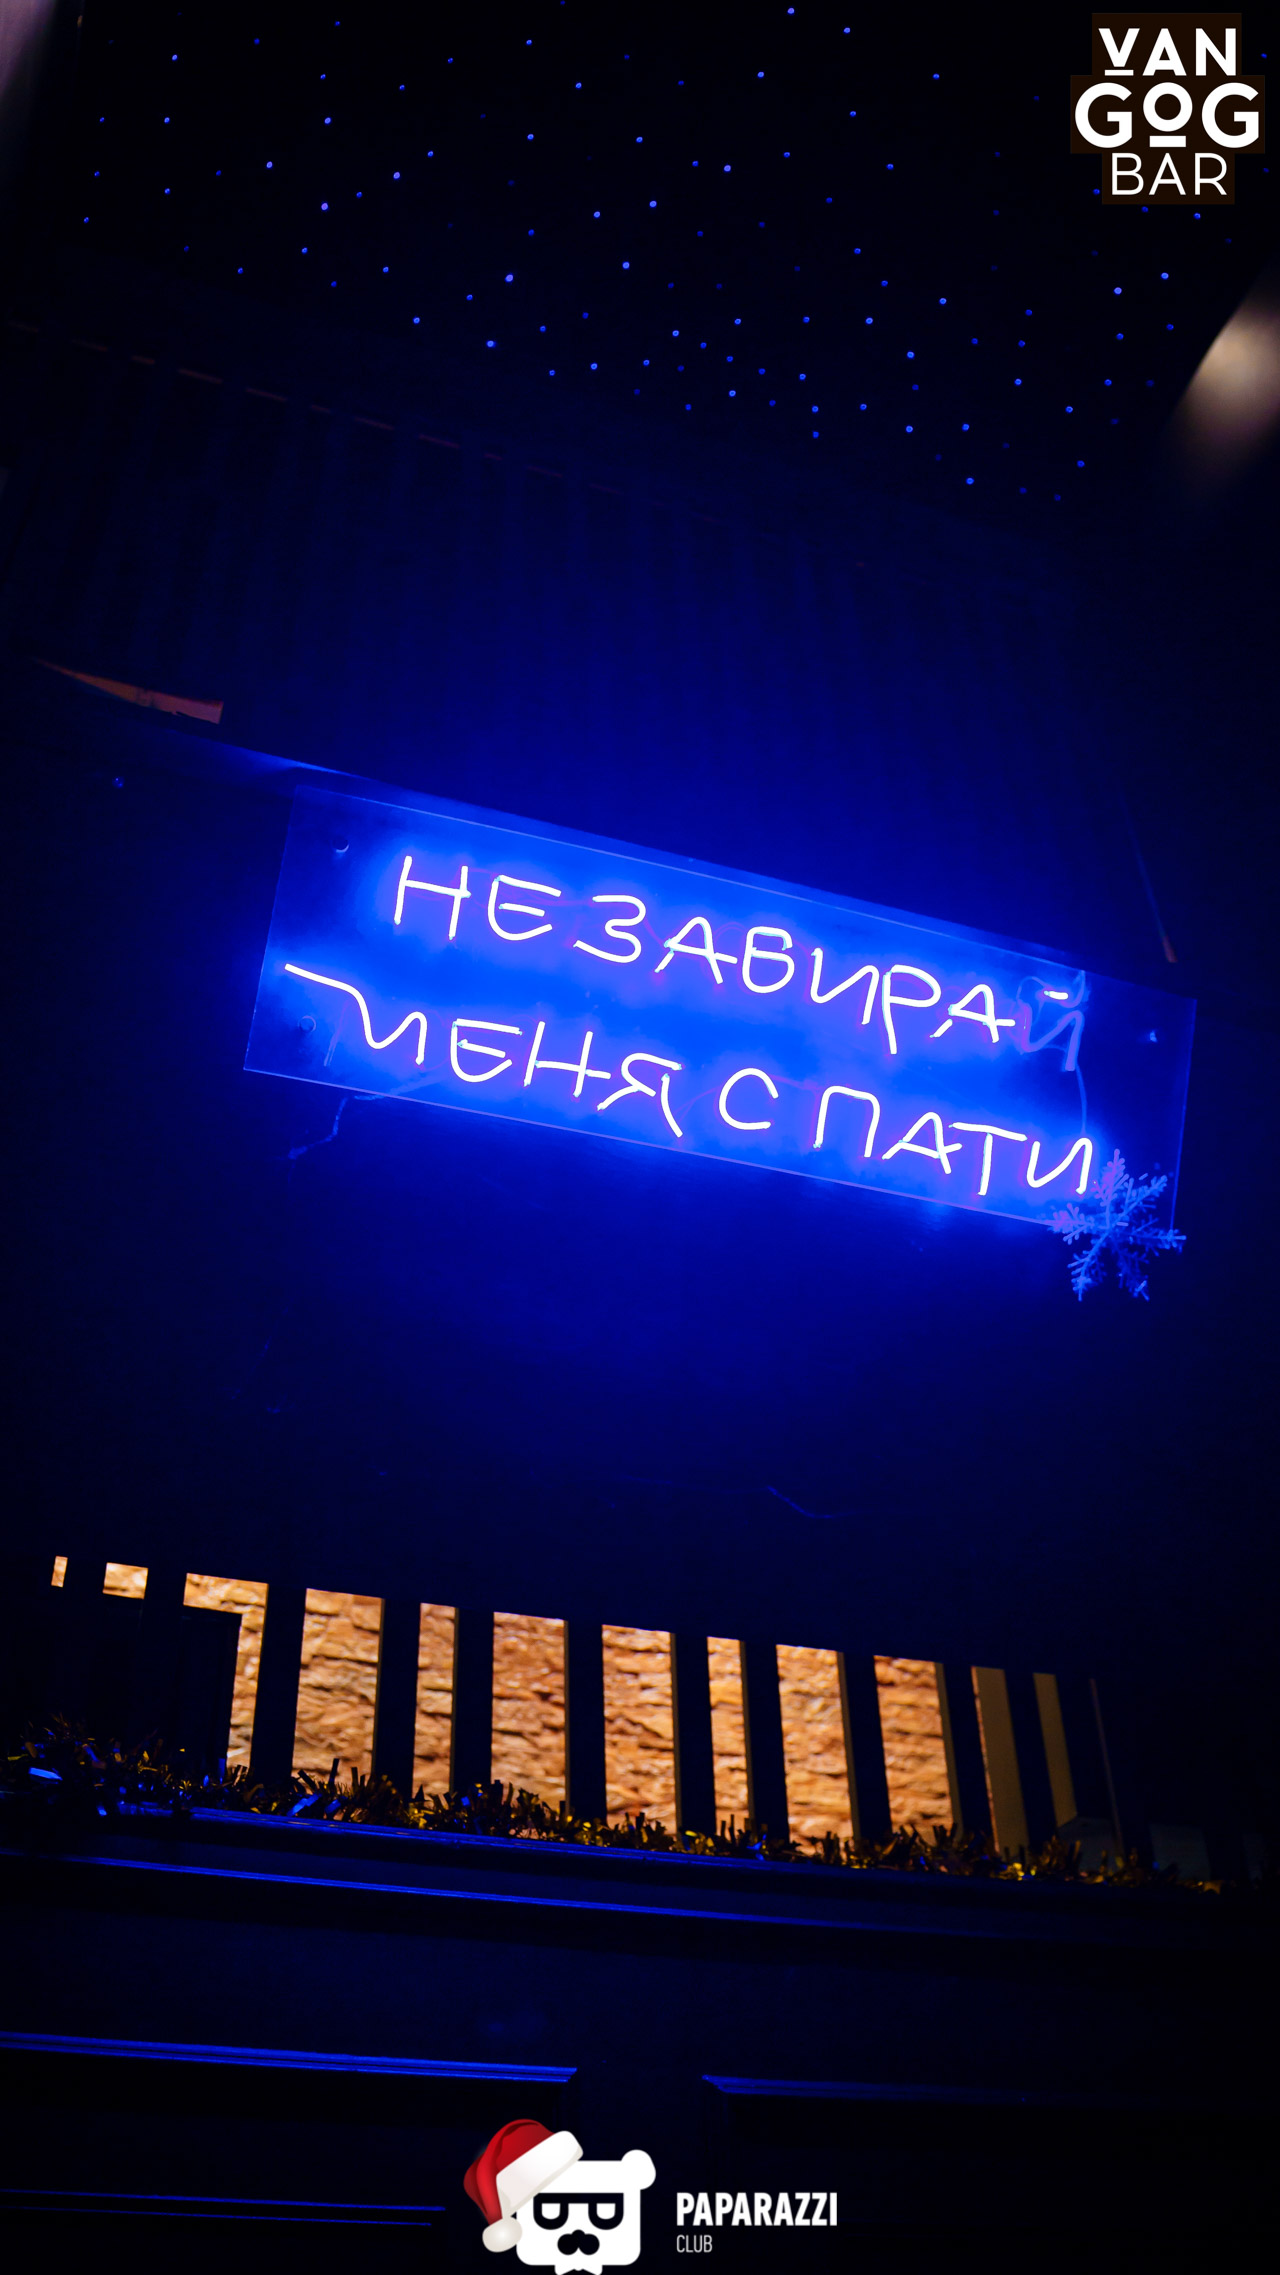 VAN
GOG
BAR
НЕ ЗАБИРАЙ
МЕНЯ С ПАТИ
PAPARAZZI
CLUB